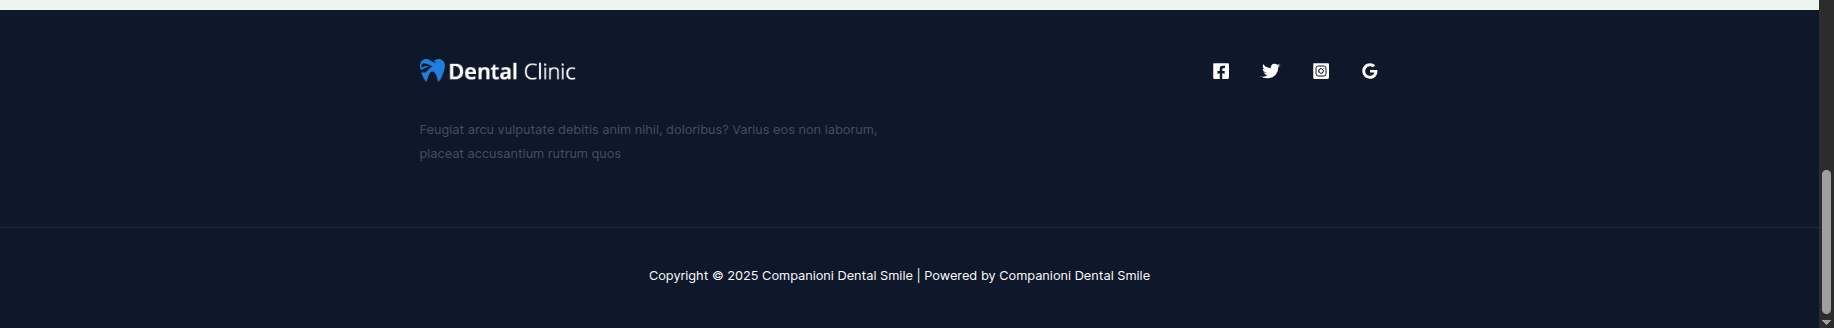 Dental Clinic
Feugiat arcu vulputate debitis anim nihil, doloribus? Varius eos non laborum,
placeat accusantium rutrum quos
Copyright © 2025 Companioni Dental Smile | Powered by Companioni Dental Smile